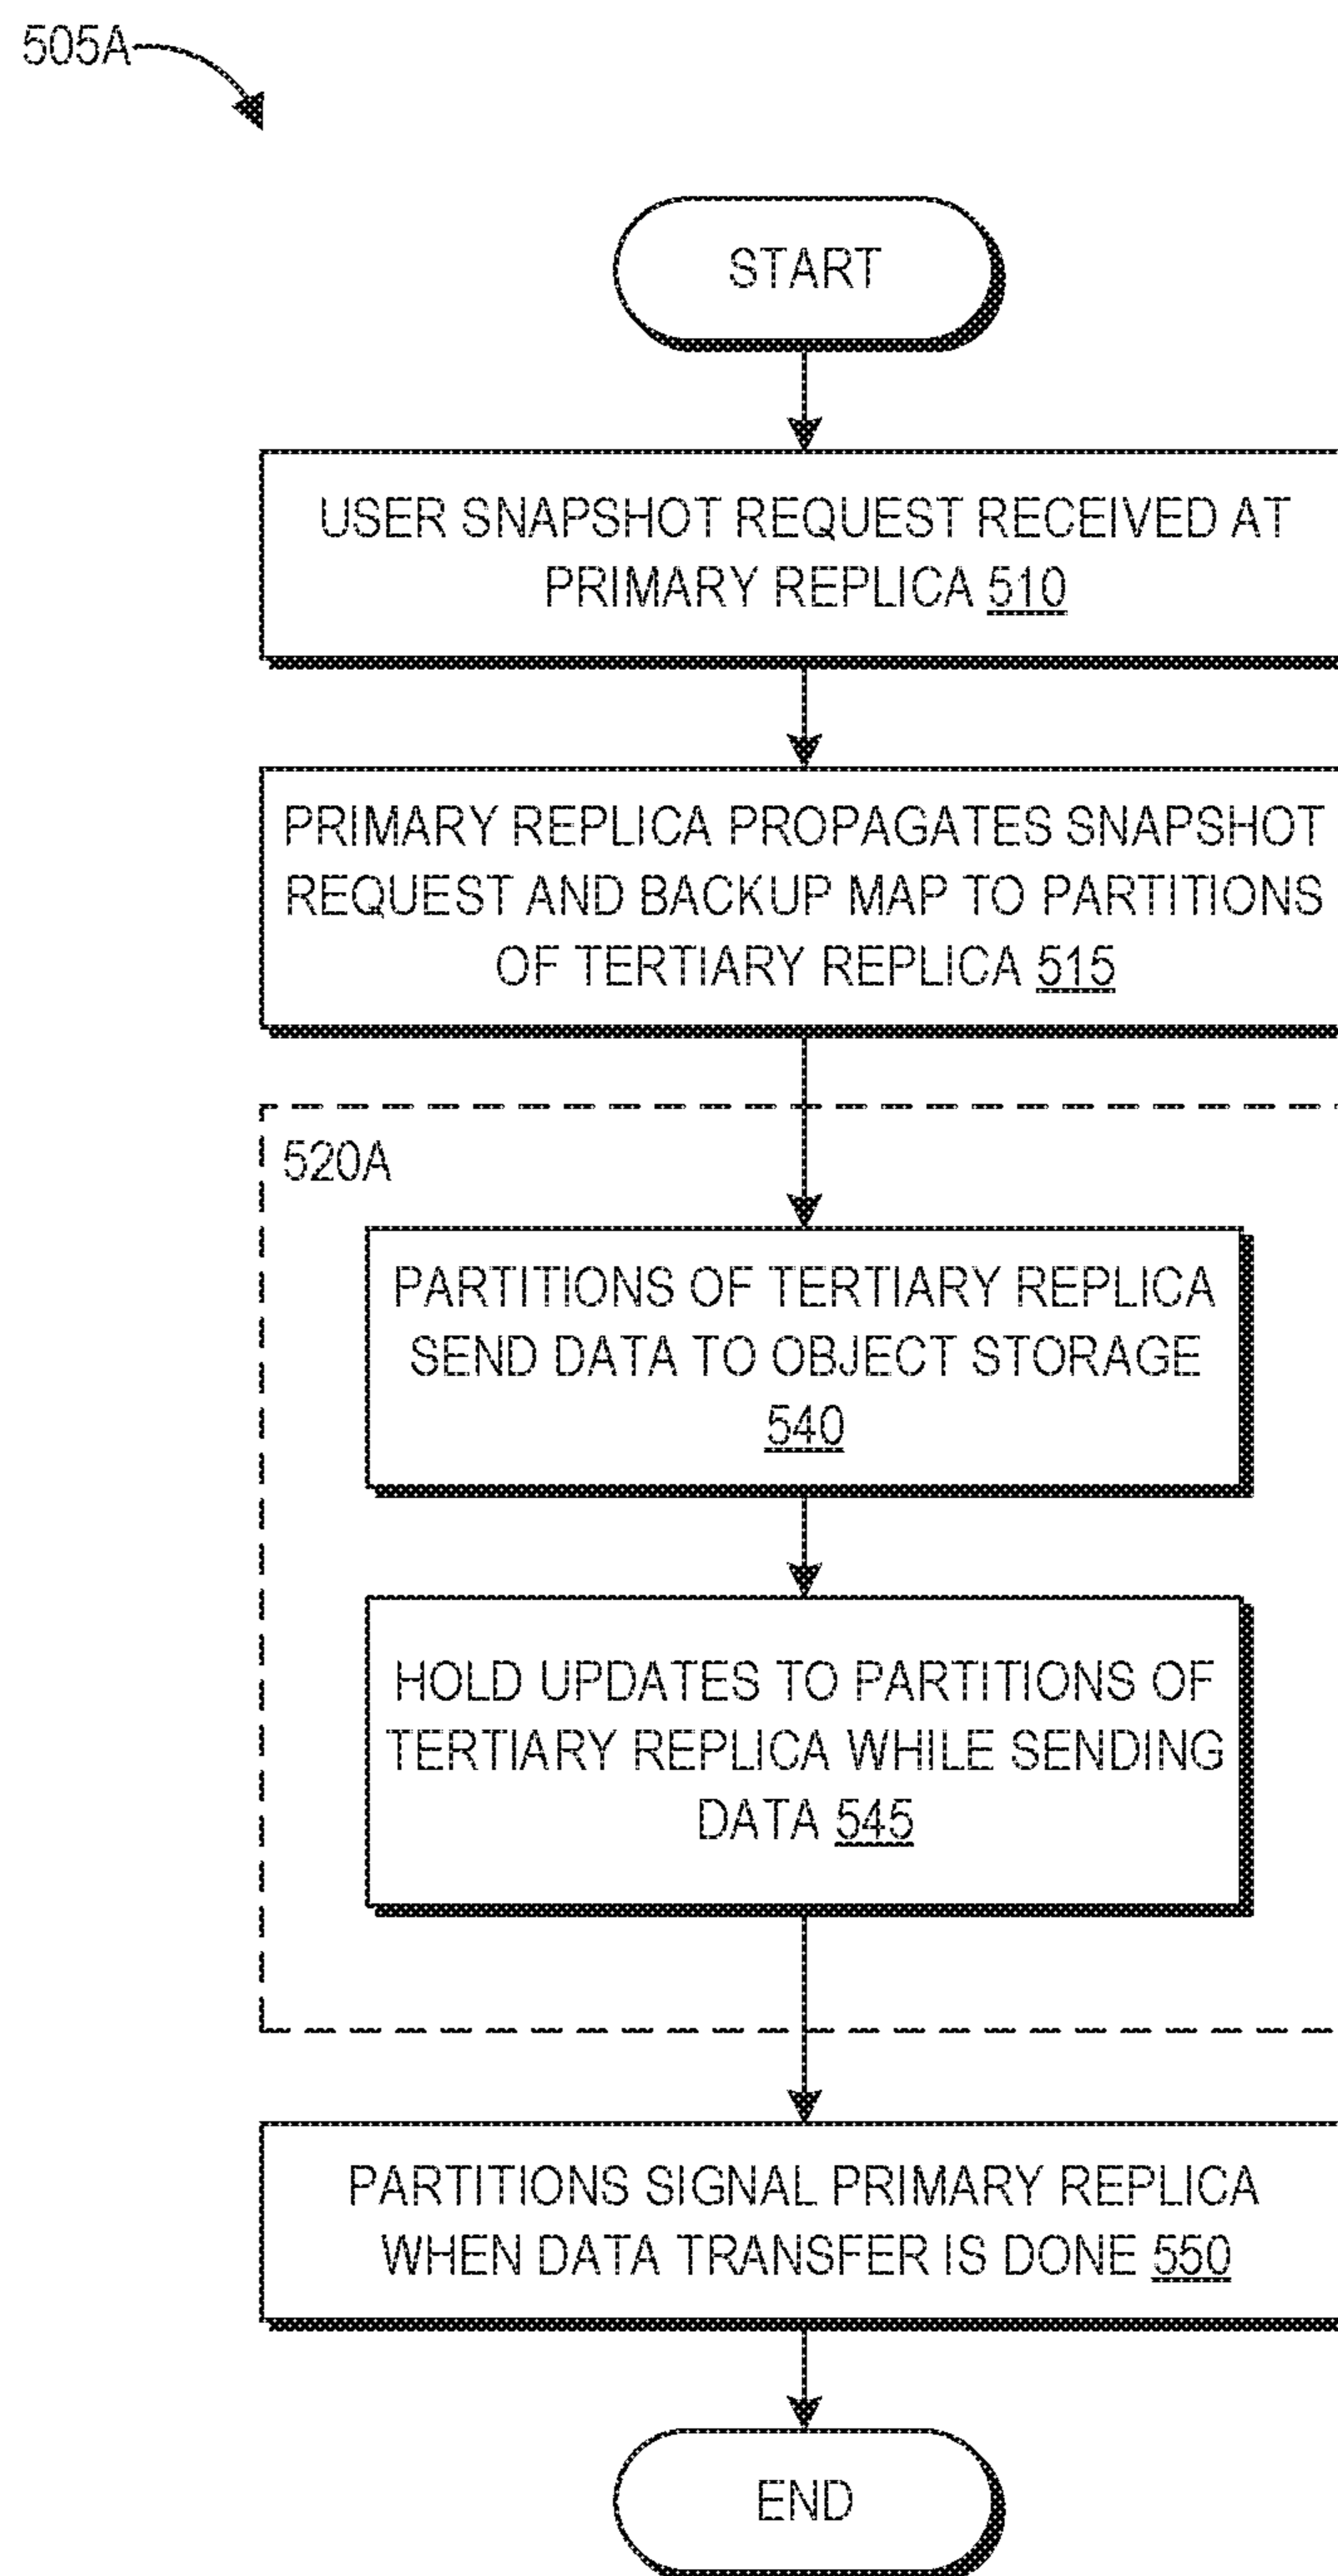 505A
START
USER SNAPSHOT REQUEST RECEIVED AT
PRIMARY REPLICA 510
PRIMARY REPLICA PROPAGATES SNAPSHOT
REQUEST AND BACKUP MAP TO PARTITIONS
OF TERTIARY REPLICA 515
520A
PARTITIONS OF TERTIARY REPLICA
SEND DATA TO OBJECT STORAGE
540
HOLD UPDATES TO PARTITIONS OF
TERTIARY REPLICA WHILE SENDING
DATA 545
PARTITIONS SIGNAL PRIMARY REPLICA
WHEN DATA TRANSFER IS DONE 550
END